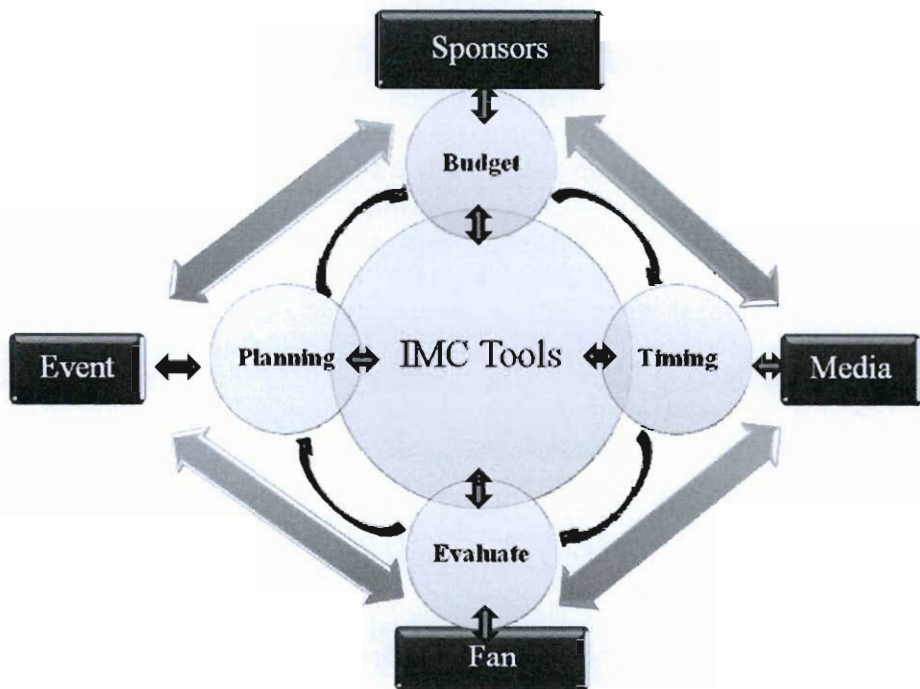 Sponsors
Budget
Event
Planning
IMC Tools
Timing
Media
Evaluate
Fan